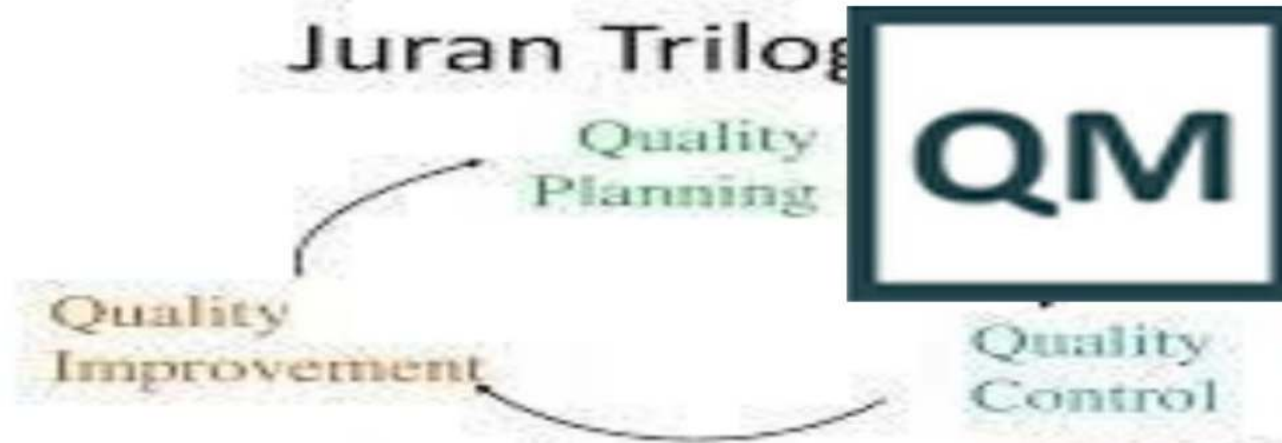 Juran Trilog
QM
Quality
Planning
Quality
Improvement
Quality
Control